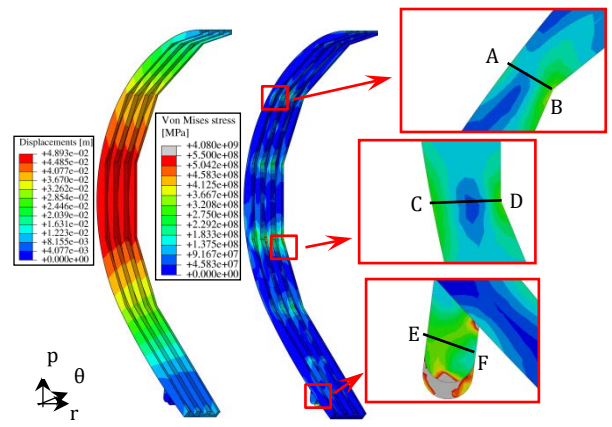 Displacements [m]
+4.893e−02
+4.485e−02
+4.077e−02
+3.670e−02
+3.262e−02
+2.854e−02
+2.446e−02
+2.039e−02
+1.631e−02
+1.223e−02
+8.155e−03
+4.077e−03
+0.000e+00
Von Mises stress
[MPa]
+4.080e+09
+5.500e+08
+5.042e+08
+4.583e+08
+4.125e+08
+3.667e+08
+3.208e+08
+2.750e+08
+2.292e+08
+1.833e+08
+1.375e+08
+9.167e+07
+4.583e+07
+0.000e+00
A
B
C
D
E
F
p
θ
r